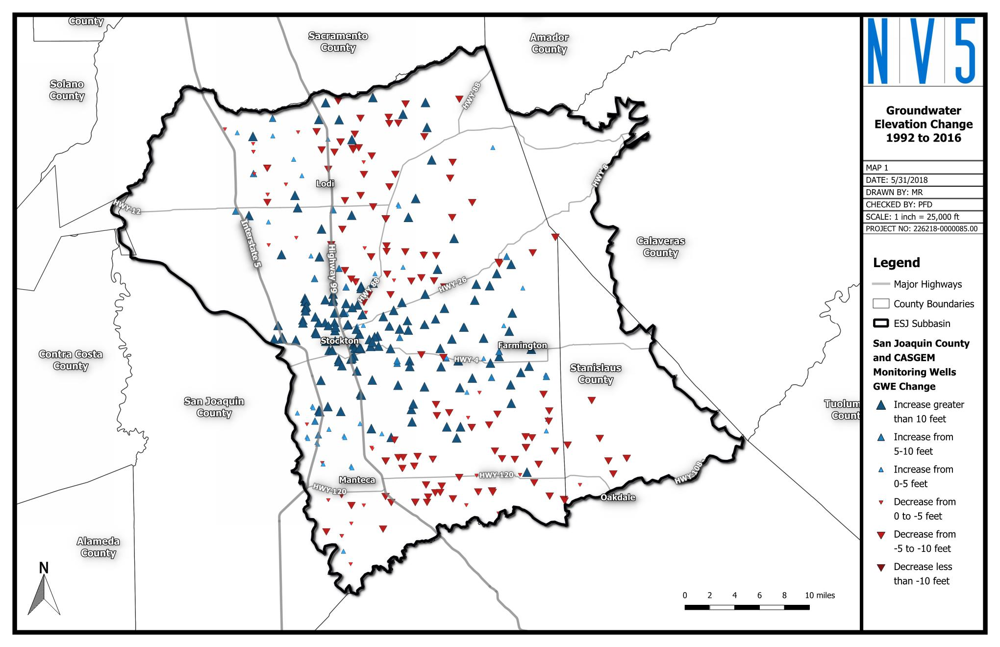 County
Sacramento
County
Amador
County
Solano
County
HWY 88
HWY 8
Lodi
HWY 12
Interstate 5
Highway 99
Calaveras
County
HWY 88
HWY 26
Stockton
Farmington
HWY 4
Contra Costa
County
Stanislaus
County
San Joaquin
County
Tuolum
Count
HWY 108
HWY 120
Manteca
HWY 120
Oakdale
Alameda
County
N
0 2 4 6 8 10 miles
NV5
Groundwater
Elevation Change
1992 to 2016
MAP 1
DATE: 5/31/2018
DRAWN BY: MR
CHECKED BY: PFD
SCALE: 1 inch = 25,000 ft
PROJECT NO: 226218-0000085.00
Legend
Major Highways
County Boundaries
ESJ Subbasin
San Joaquin County
and CASGEM
Monitoring Wells
GWE Change
Increase greater
than 10 feet
Increase from
5-10 feet
Increase from
0-5 feet
Decrease from
0 to -5 feet
Decrease from
-5 to -10 feet
Decrease less
than -10 feet